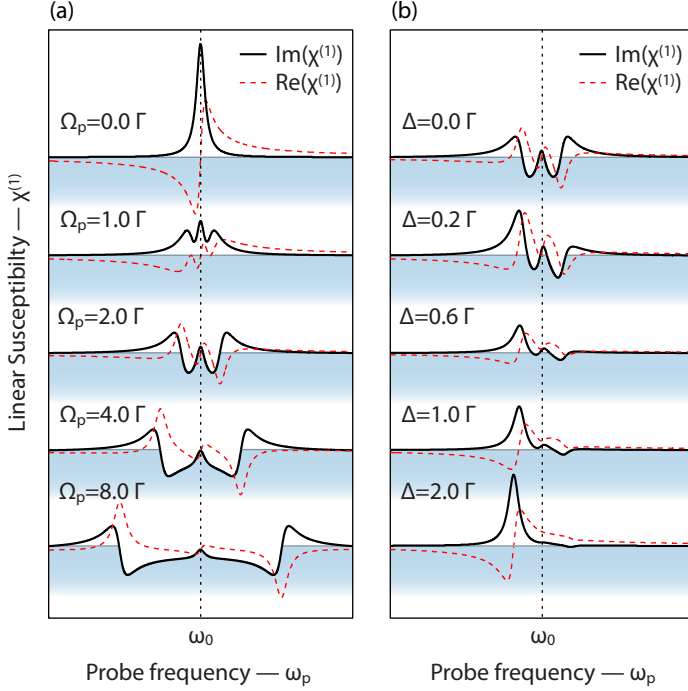 (a)
Im(χ⁽¹⁾)
Re(χ⁽¹⁾)
Ωₚ=0.0 Γ
Ωₚ=1.0 Γ
Ωₚ=2.0 Γ
Ωₚ=4.0 Γ
Ωₚ=8.0 Γ
Linear Susceptibilty — χ⁽¹⁾
ω₀
Probe frequency — ωₚ
(b)
Im(χ⁽¹⁾)
Re(χ⁽¹⁾)
Δ=0.0 Γ
Δ=0.2 Γ
Δ=0.6 Γ
Δ=1.0 Γ
Δ=2.0 Γ
ω₀
Probe frequency — ωₚ